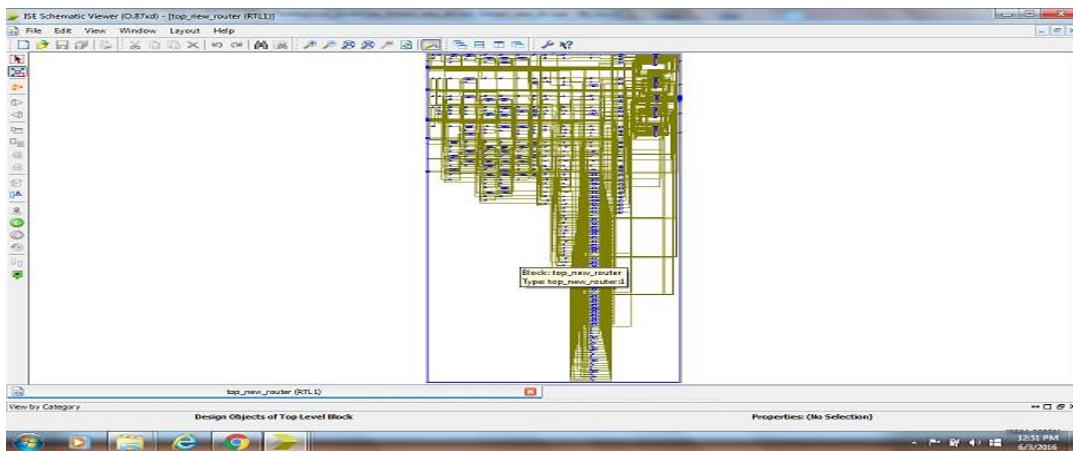 ISE Schematic Viewer (O.87xd) - [top_new_router (RTL1)]
File Edit View Window Layout Help
Block: top_new_router
Type: top_new_router:1
top_new_router (RTL1)
View by Category
Design Objects of Top Level Block
Properties: (No Selection)
12:51 PM
6/3/2016